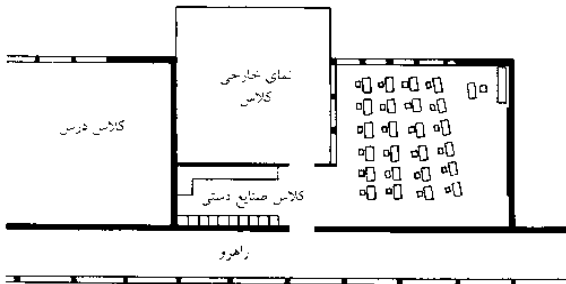 نمای خارجی
کلاس
کلاس درس
کلاس صنایع دستی
راهرو